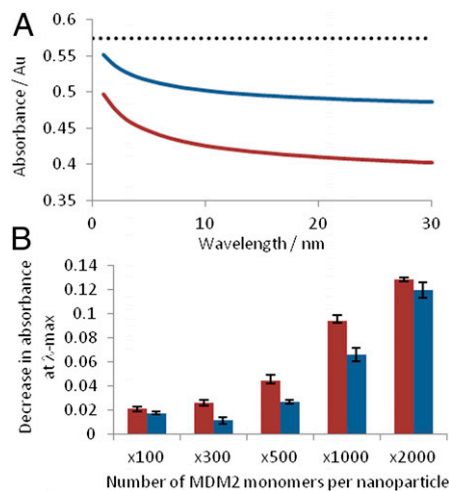 A
0.6
0.55
0.5
0.45
0.4
0.35
Absorbance / Au
0 10 20 30
Wavelength / nm
B
0.14
0.12
0.1
0.08
0.06
0.04
0.02
0
Decrease in absorbance
at λ-max
x100 x300 x500 x1000 x2000
Number of MDM2 monomers per nanoparticle